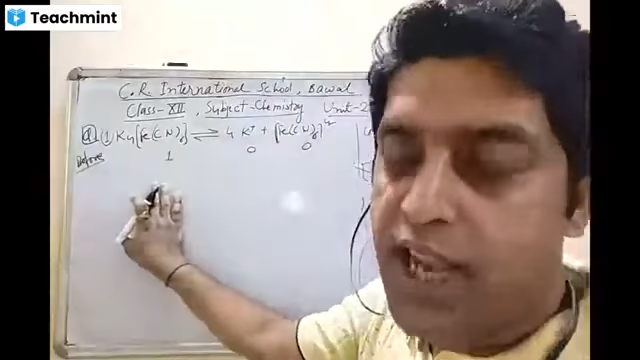 Teachmint
C.R. International School, Bawal
Class-XII, Subject-Chemistry Unit-2
Q (1) K4[Fe(CN)6] ⇌ 4 K+ + [Fe(CN)6]4-
Before 1 0 0